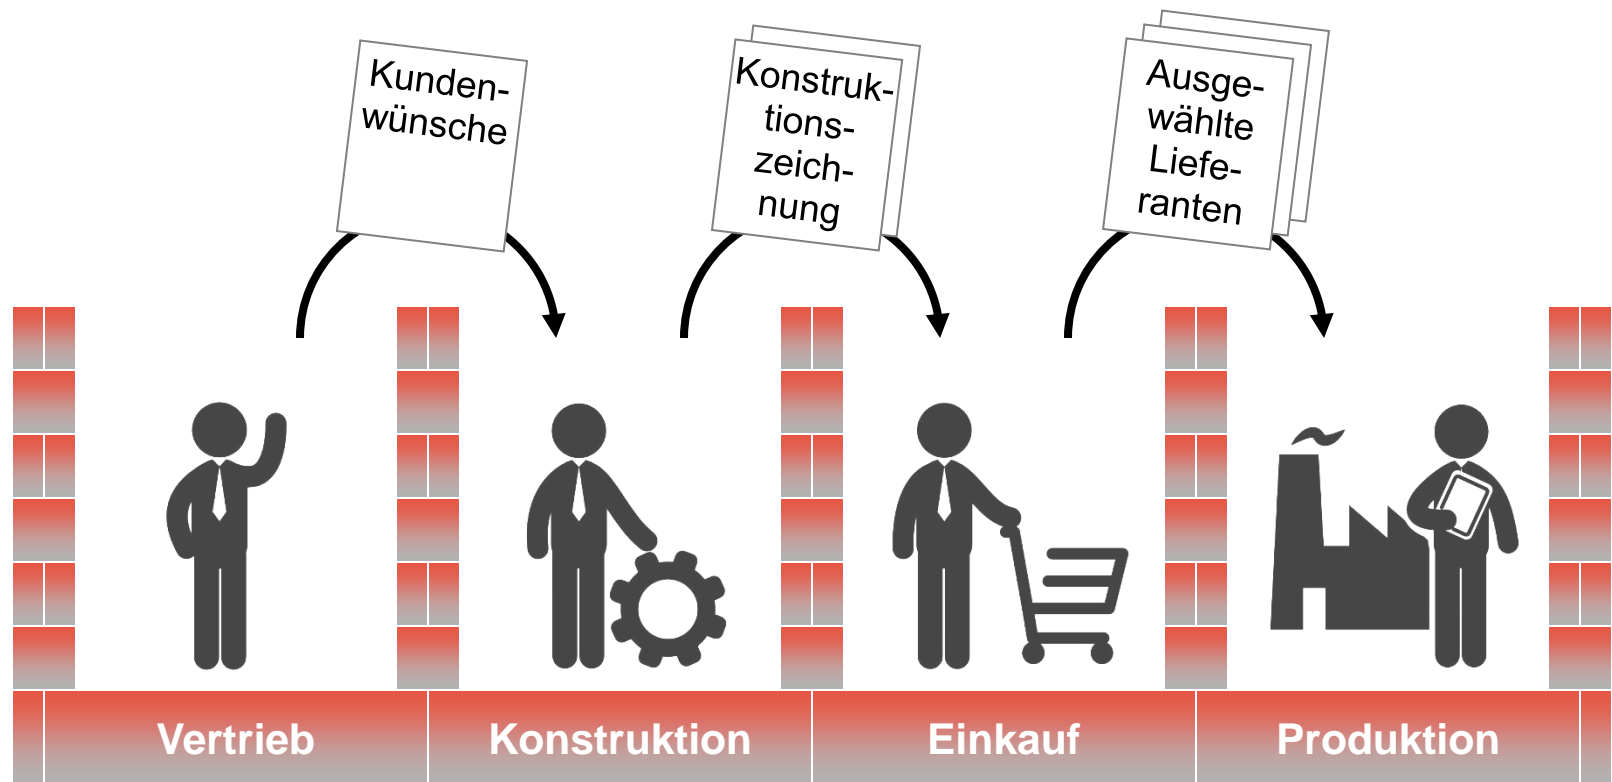 Kunden-
wünsche
Konstruk-
tions-
zeich-
nung
Ausge-
wählte
Liefe-
ranten
Vertrieb
Konstruktion
Einkauf
Produktion